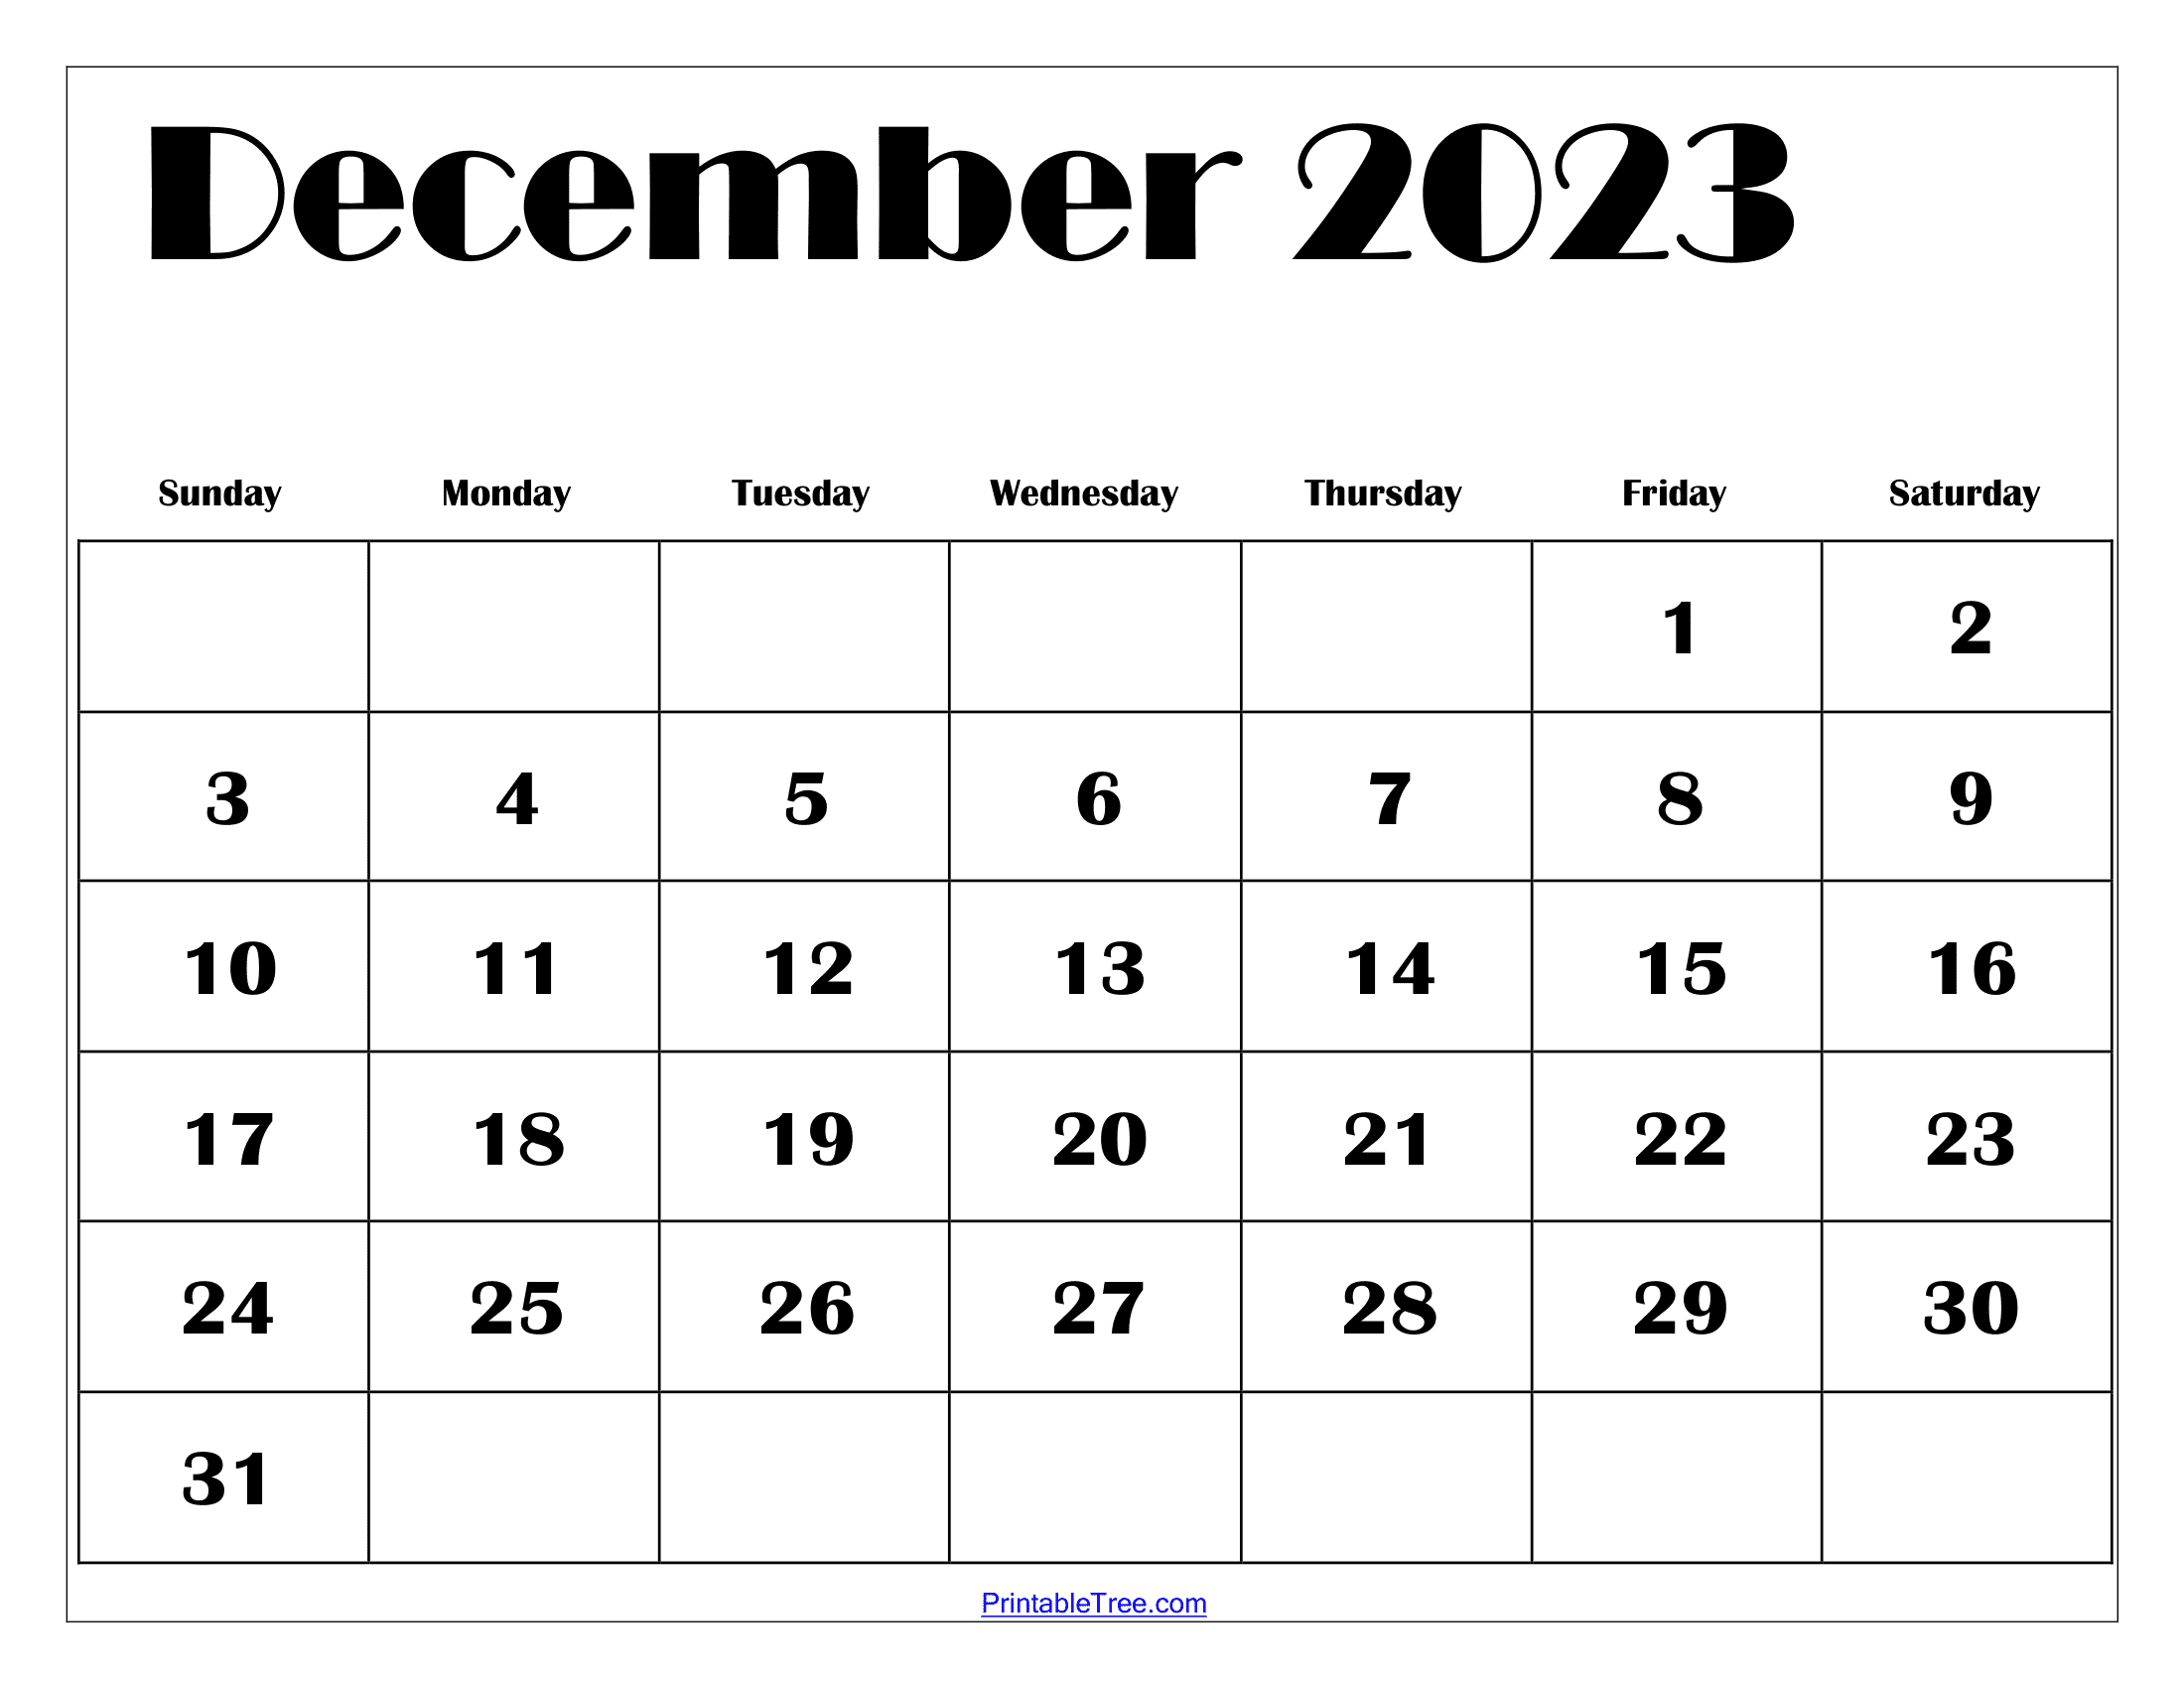 December 2023
Sunday Monday Tuesday Wednesday Thursday Friday Saturday
1 2
3 4 5 6 7 8 9
10 11 12 13 14 15 16
17 18 19 20 21 22 23
24 25 26 27 28 29 30
31
PrintableTree.com